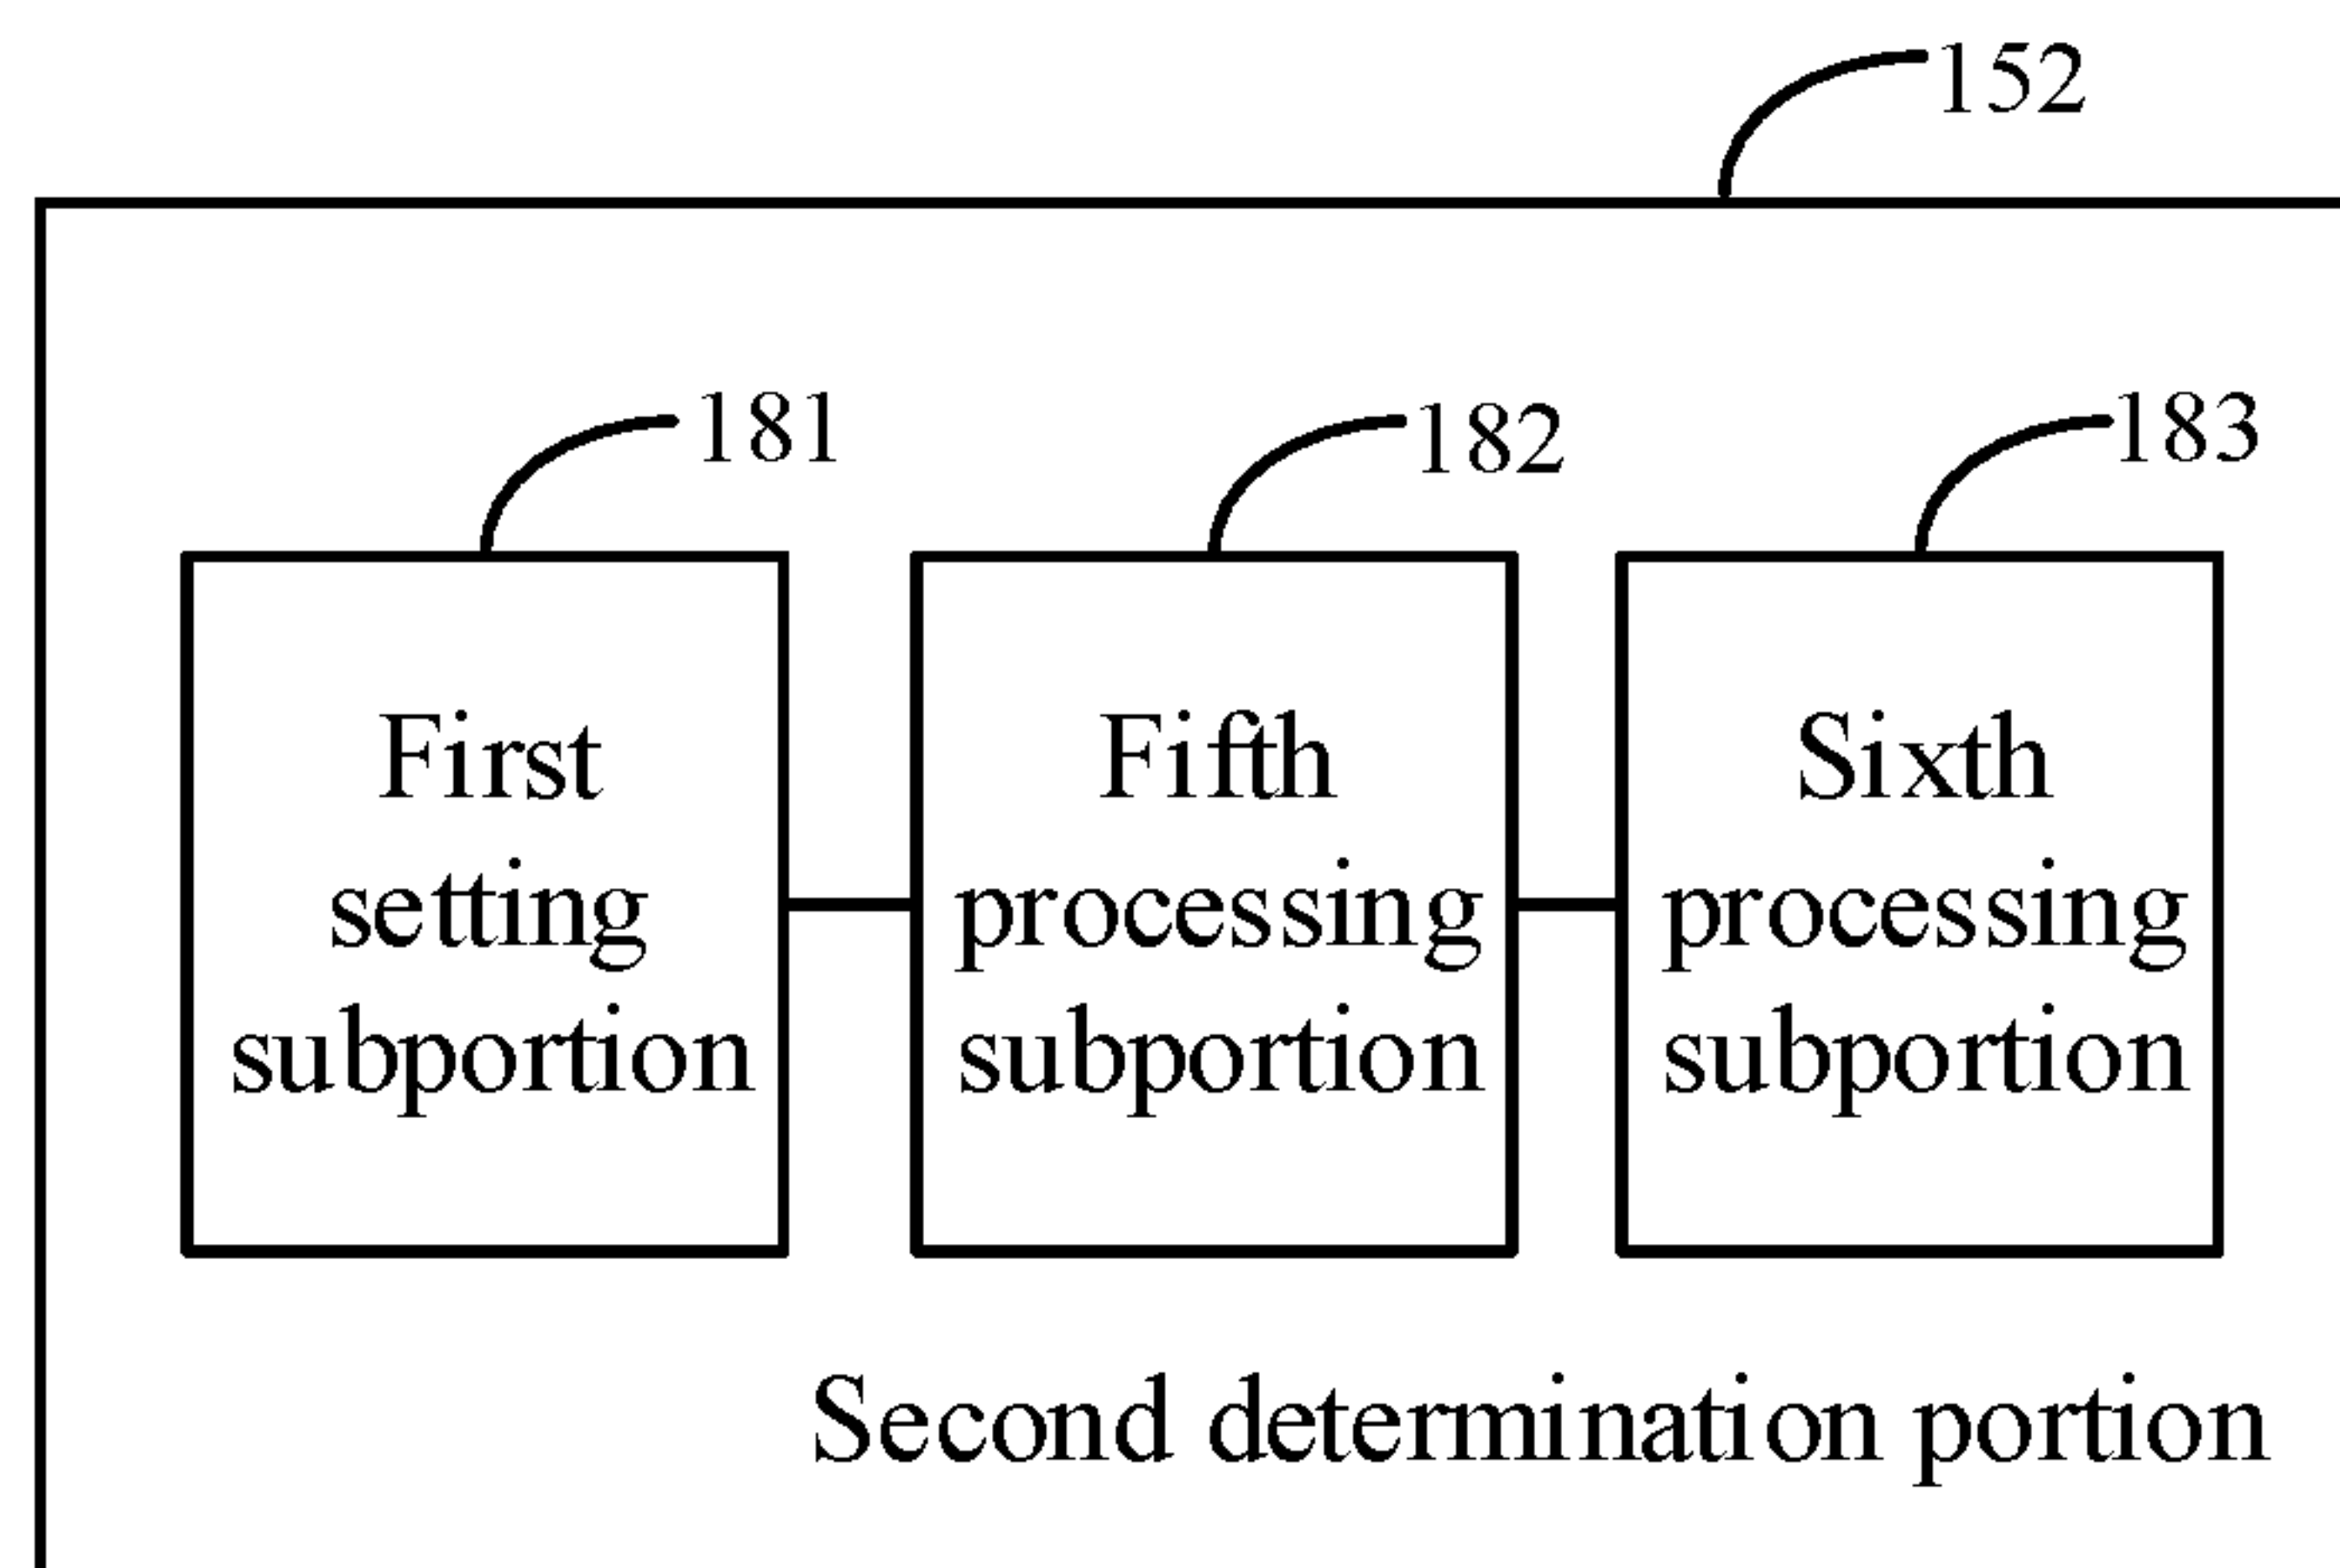 152
181
182
183
First
setting
subportion
Fifth
processing
subportion
Sixth
processing
subportion
Second determination portion